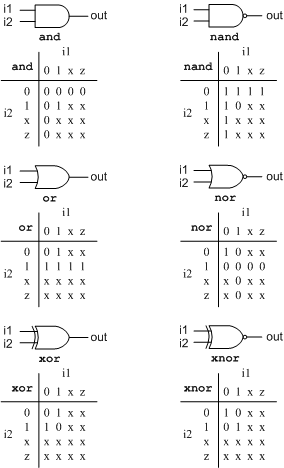 i1 i2 out
and
i1 i2 out
nand
i1
and 0 1 x z
0 0 0 0 0
i2 1 0 1 x x
x 0 x x x
z 0 x x x
i1
nand 0 1 x z
0 1 1 1 1
i2 1 1 0 x x
x 1 x x x
z 1 x x x
i1 i2 out
or
i1 i2 out
nor
i1
or 0 1 x z
0 0 1 x x
i2 1 1 1 1 1
x x x x x
z x x x x
i1
nor 0 1 x z
0 1 0 x x
i2 1 0 0 0 0
x x 0 x x
z x 0 x x
i1 i2 out
xor
i1 i2 out
xnor
i1
xor 0 1 x z
0 0 1 x x
i2 1 1 0 x x
x x x x x
z x x x x
i1
xnor 0 1 x z
0 1 0 x x
i2 1 0 1 x x
x x x x x
z x x x x